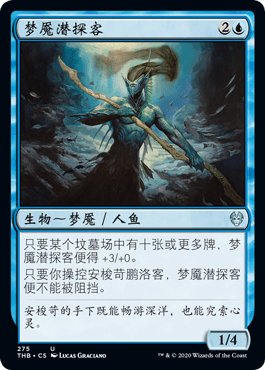 梦魇潜探客 2
生物～梦魇／人鱼
只要某个坟墓场中有十张或更多牌，梦
魇潜探客便得 +3/+0。
只要你操控安梭苛鹏洛客，梦魇潜探客
便不能被阻挡。
安梭苛的手下既能畅游深洋，也能究索心
灵。
1/4
275 U
THB • CS LUCAS GRACIANO
™ & © 2020 Wizards of the Coast